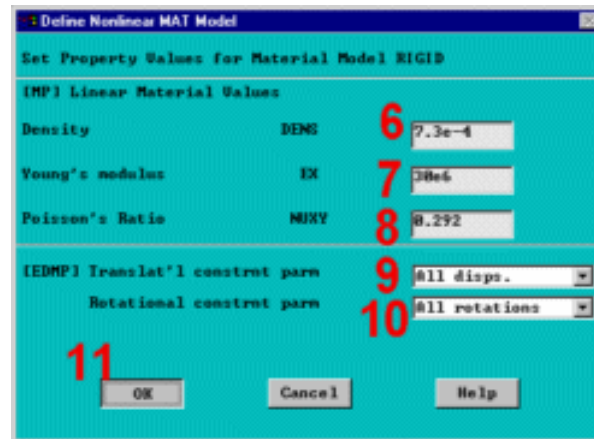 Define Nonlinear MAT Model
Set Property Values for Material Model RIGID
[MP] Linear Material Values
Density DENS 6 7.3e-4
Young's modulus EX 7 30e6
Poisson's Ratio NUXY 8 0.292
[EDMP] Translat'l constrnt parm 9 All disps.
Rotational constrnt parm 10 All rotations
11
OK Cancel Help